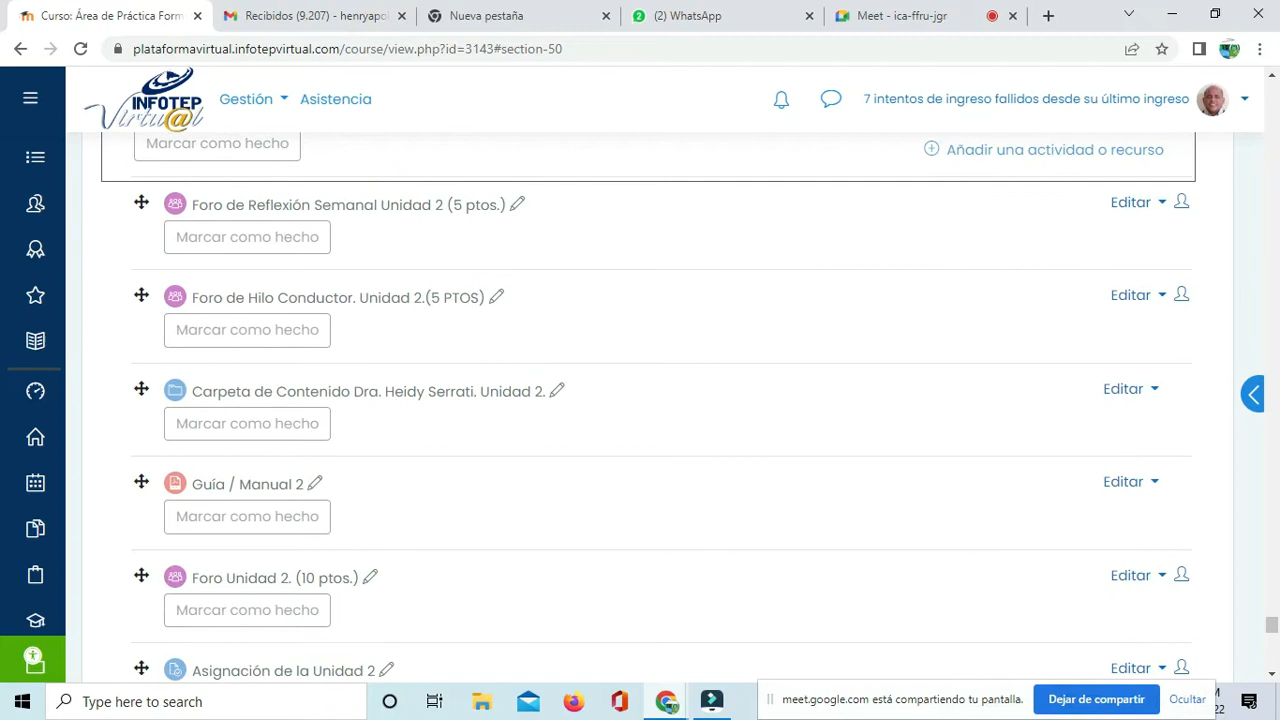 Curso: Área de Práctica Form
Recibidos (9.207) - henryapol
Nueva pestaña
(2) WhatsApp
Meet - ica-ffru-jgr
plataformavirtual.infotepvirtual.com/course/view.php?id=3143#section-50
INFOTEP
Virtu@l
Gestión
Asistencia
7 intentos de ingreso fallidos desde su último ingreso
Marcar como hecho
Añadir una actividad o recurso
Foro de Reflexión Semanal Unidad 2 (5 ptos.)
Editar
Marcar como hecho
Foro de Hilo Conductor. Unidad 2.(5 PTOS)
Editar
Marcar como hecho
Carpeta de Contenido Dra. Heidy Serrati. Unidad 2.
Editar
Marcar como hecho
Guía / Manual 2
Editar
Marcar como hecho
Foro Unidad 2. (10 ptos.)
Editar
Marcar como hecho
Asignación de la Unidad 2
Editar
Type here to search
meet.google.com está compartiendo tu pantalla.
Dejar de compartir
Ocultar